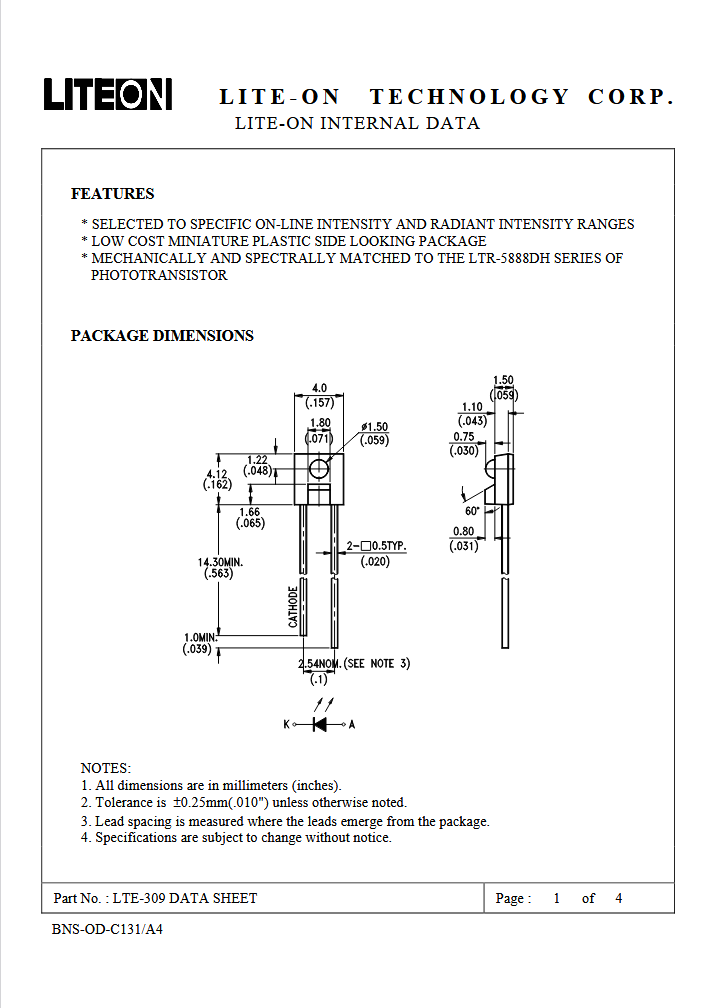 LITEON
LITE-ON TECHNOLOGY CORP.
LITE-ON INTERNAL DATA
FEATURES
* SELECTED TO SPECIFIC ON-LINE INTENSITY AND RADIANT INTENSITY RANGES
* LOW COST MINIATURE PLASTIC SIDE LOOKING PACKAGE
* MECHANICALLY AND SPECTRALLY MATCHED TO THE LTR-5888DH SERIES OF
PHOTOTRANSISTOR
PACKAGE DIMENSIONS
4.0
(.157)
1.80
(.071)
ø1.50
(.059)
1.22
(.048)
4.12
(.162)
1.66
(.065)
14.30MIN.
(.563)
2-□0.5TYP.
(.020)
CATHODE
1.0MIN.
(.039)
2.54NOM.(SEE NOTE 3)
(.1)
K
A
1.50
(.059)
1.10
(.043)
0.75
(.030)
60°
0.80
(.031)
NOTES:
1. All dimensions are in millimeters (inches).
2. Tolerance is ±0.25mm(.010") unless otherwise noted.
3. Lead spacing is measured where the leads emerge from the package.
4. Specifications are subject to change without notice.
Part No. : LTE-309 DATA SHEET
Page : 1 of 4
BNS-OD-C131/A4